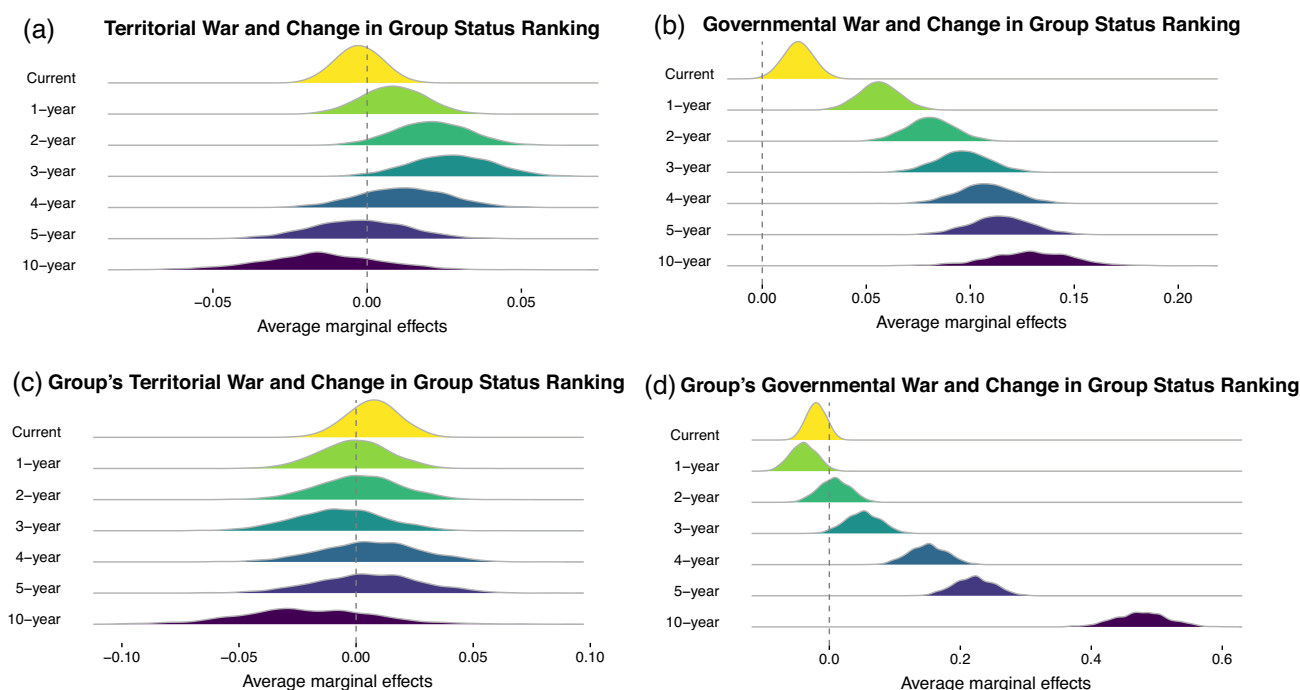 (a) Territorial War and Change in Group Status Ranking
Current
1−year
2−year
3−year
4−year
5−year
10−year
−0.05 0.00 0.05
Average marginal effects
(b) Governmental War and Change in Group Status Ranking
Current
1−year
2−year
3−year
4−year
5−year
10−year
0.00 0.05 0.10 0.15 0.20
Average marginal effects
(c) Group's Territorial War and Change in Group Status Ranking
Current
1−year
2−year
3−year
4−year
5−year
10−year
−0.10 −0.05 0.00 0.05 0.10
Average marginal effects
(d) Group's Governmental War and Change in Group Status Ranking
Current
1−year
2−year
3−year
4−year
5−year
10−year
0.0 0.2 0.4 0.6
Average marginal effects